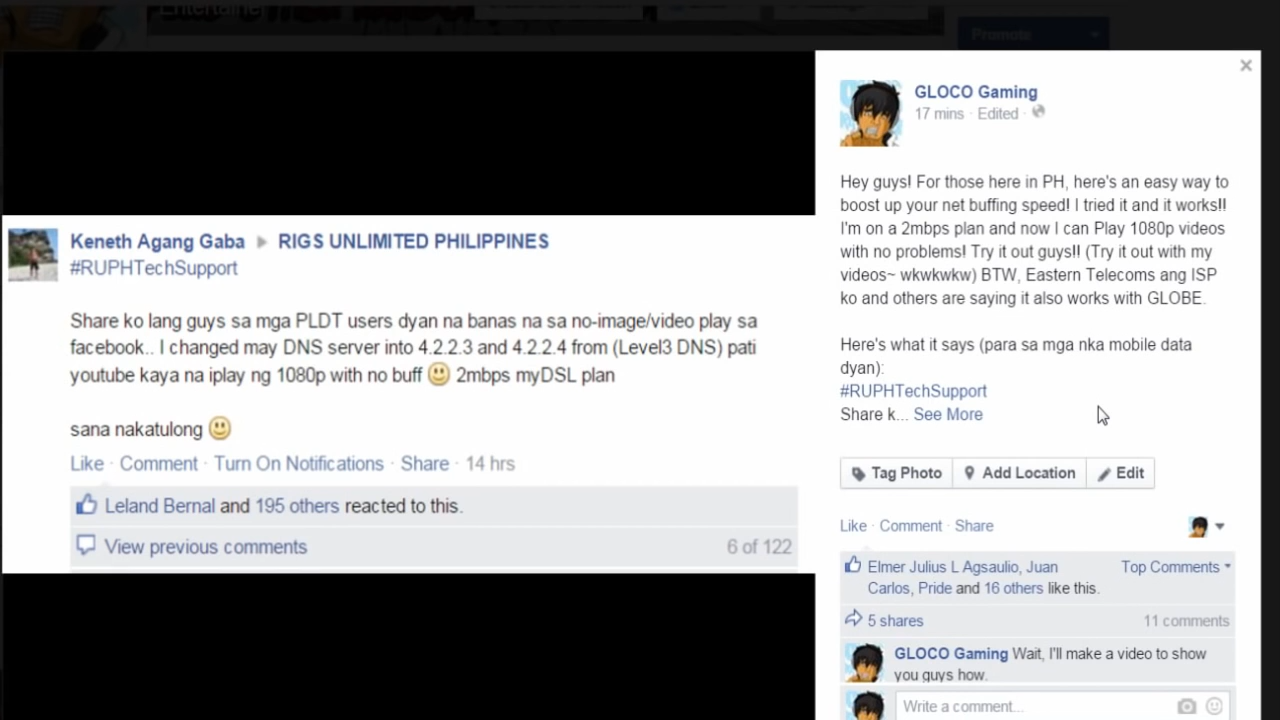 Entertainer
Promote
Keneth Agang Gaba RIGS UNLIMITED PHILIPPINES
#RUPHTechSupport
Share ko lang guys sa mga PLDT users dyan na banas na sa no-image/video play sa
facebook.. I changed may DNS server into 4.2.2.3 and 4.2.2.4 from (Level3 DNS) pati
youtube kaya na iplay ng 1080p with no buff 🙂 2mbps myDSL plan
sana nakatulong 🙂
Like · Comment · Turn On Notifications · Share · 14 hrs
Leland Bernal and 195 others reacted to this.
View previous comments 6 of 122
GLOCO Gaming
17 mins · Edited ·
Hey guys! For those here in PH, here's an easy way to
boost up your net buffing speed! I tried it and it works!!
I'm on a 2mbps plan and now I can Play 1080p videos
with no problems! Try it out guys!! (Try it out with my
videos~ wkwkwkw) BTW, Eastern Telecoms ang ISP
ko and others are saying it also works with GLOBE.
Here's what it says (para sa mga nka mobile data
dyan):
#RUPHTechSupport
Share k... See More
Tag Photo Add Location Edit
Like · Comment · Share
Elmer Julius L Agsaulio, Juan Top Comments
Carlos, Pride and 16 others like this.
5 shares 11 comments
GLOCO Gaming Wait, I'll make a video to show
you guys how.
Write a comment...